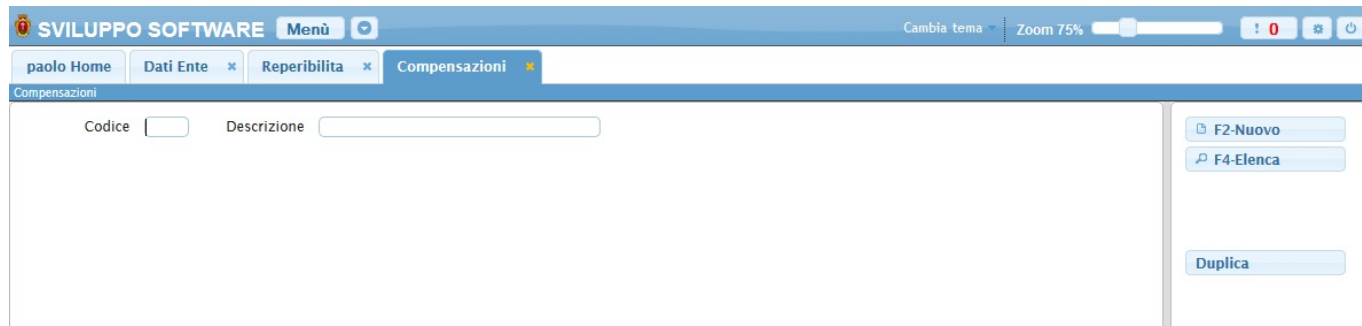 SVILUPPO SOFTWARE Menù Cambia tema Zoom 75% ! 0
paolo Home Dati Ente × Reperibilita × Compensazioni ×
Compensazioni
Codice Descrizione
F2-Nuovo
F4-Elenca
Duplica